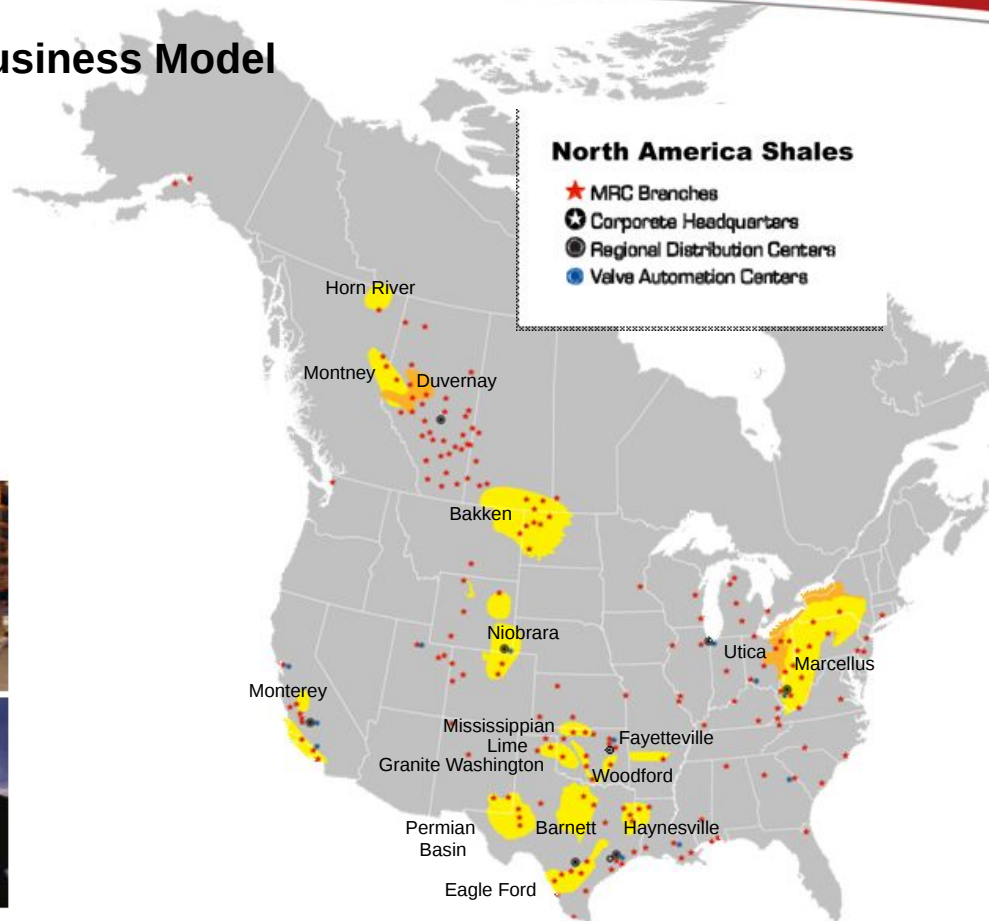 usiness Model
North America Shales
MRC Branches
Corporate Headquarters
Regional Distribution Centers
Valve Automation Centers
Horn River
Montney
Duvernay
Bakken
Niobrara
Utica
Marcellus
Monterey
Mississippian
Lime
Fayetteville
Granite Washington
Woodford
Permian
Basin
Barnett
Haynesville
Eagle Ford